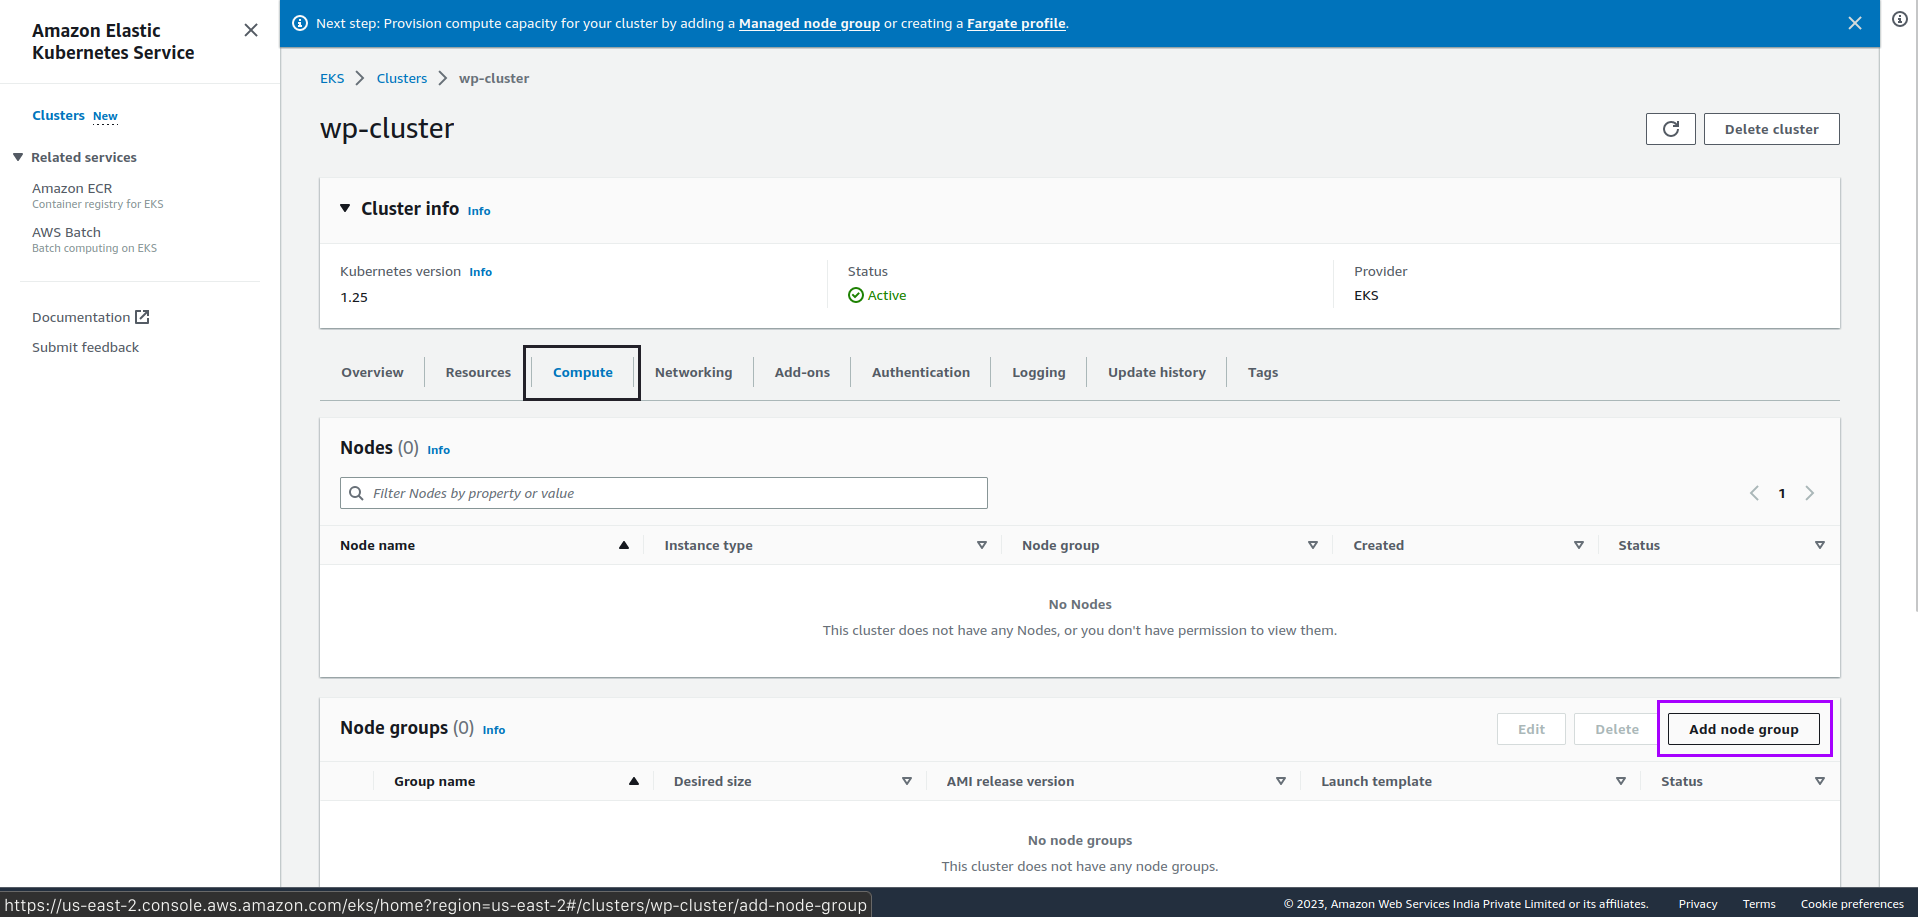 Amazon Elastic
Kubernetes Service
Next step: Provision compute capacity for your cluster by adding a Managed node group or creating a Fargate profile.
Clusters New
Related services
Amazon ECR
Container registry for EKS
AWS Batch
Batch computing on EKS
Documentation
Submit feedback
EKS Clusters wp-cluster
wp-cluster
Delete cluster
Cluster info Info
Kubernetes version Info
1.25
Status
Active
Provider
EKS
Overview Resources Compute Networking Add-ons Authentication Logging Update history Tags
Nodes (0) Info
Filter Nodes by property or value
1
Node name Instance type Node group Created Status
No Nodes
This cluster does not have any Nodes, or you don't have permission to view them.
Node groups (0) Info
Edit Delete Add node group
Group name Desired size AMI release version Launch template Status
No node groups
This cluster does not have any node groups.
https://us-east-2.console.aws.amazon.com/eks/home?region=us-east-2#/clusters/wp-cluster/add-node-group
© 2023, Amazon Web Services India Private Limited or its affiliates. Privacy Terms Cookie preferences